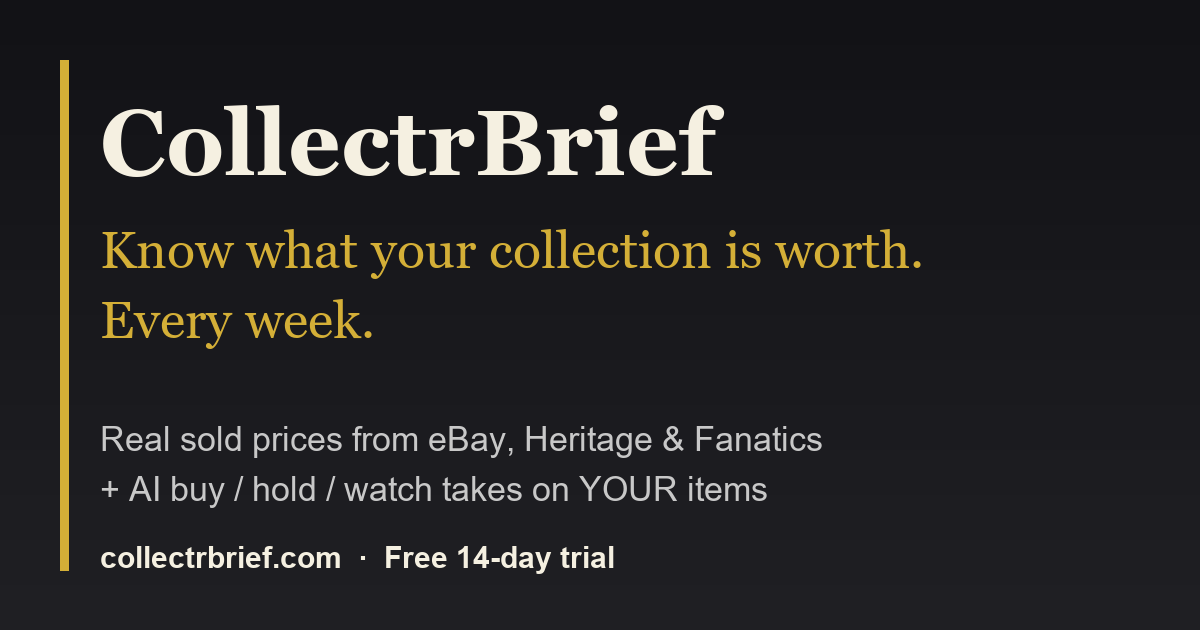 CollectrBrief
Know what your collection is worth.
Every week.
Real sold prices from eBay, Heritage & Fanatics
+ AI buy / hold / watch takes on YOUR items
collectrbrief.com · Free 14-day trial